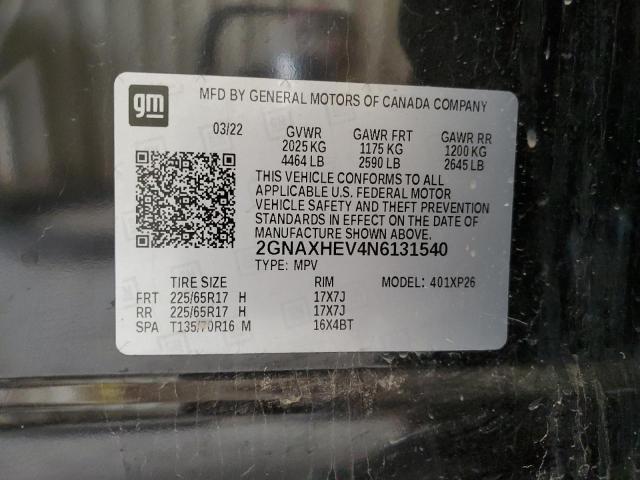 gm
MFD BY GENERAL MOTORS OF CANADA COMPANY
03/22 GVWR GAWR FRT GAWR RR
2025 KG 1175 KG 1200 KG
4464 LB 2590 LB 2645 LB
THIS VEHICLE CONFORMS TO ALL
APPLICABLE U.S. FEDERAL MOTOR
VEHICLE SAFETY AND THEFT PREVENTION
STANDARDS IN EFFECT ON THE DATE OF
MANUFACTURE SHOWN ABOVE.
2GNAXHEV4N6131540
TYPE: MPV
TIRE SIZE RIM MODEL: 401XP26
FRT 225/65R17 H 17X7J
RR 225/65R17 H 17X7J
SPA T135/70R16 M 16X4BT